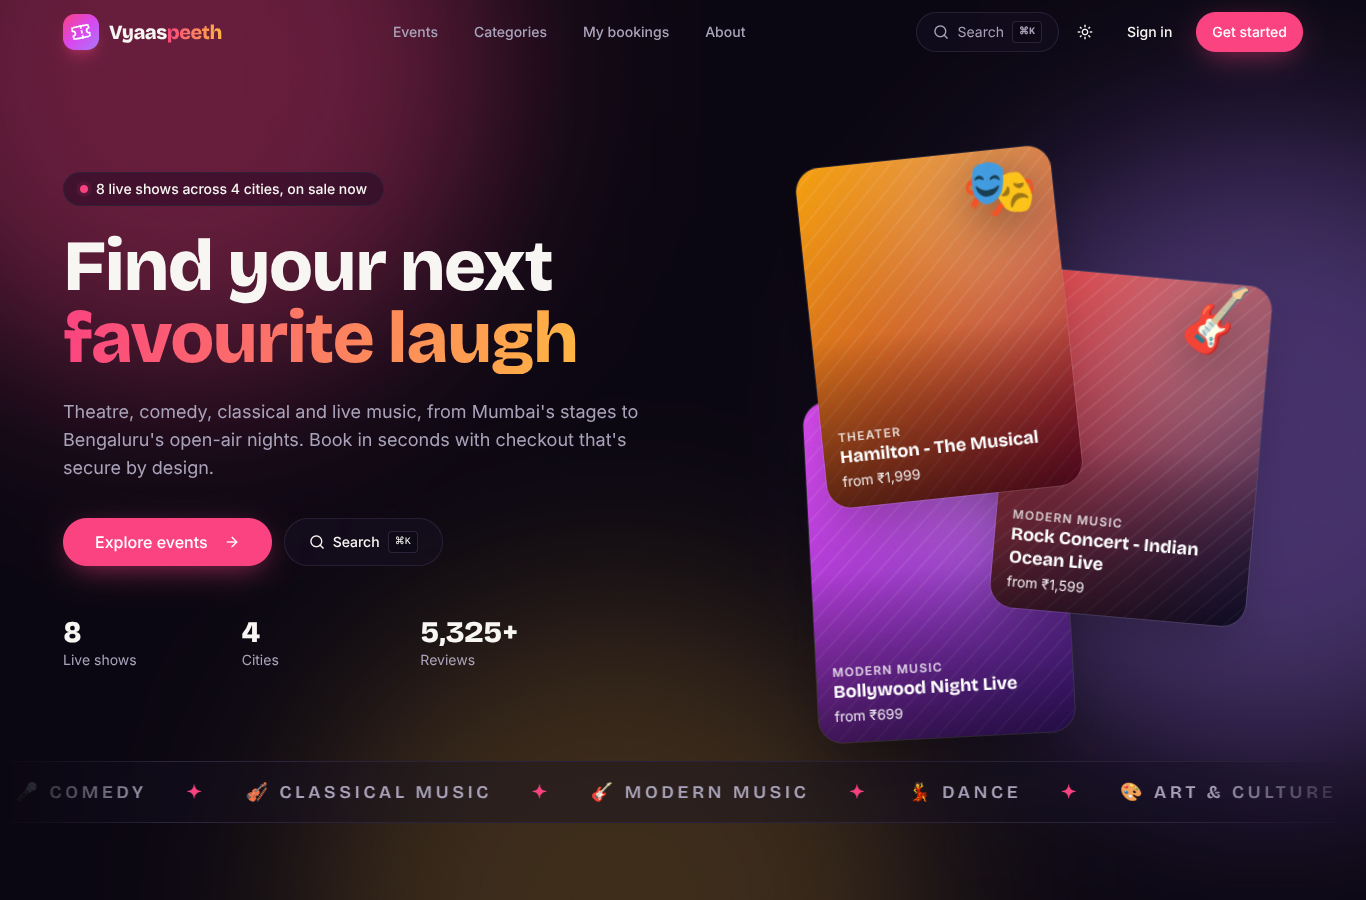 Vyaaspeeth
Events
Categories
My bookings
About
Search ⌘K
Sign in
Get started
8 live shows across 4 cities, on sale now
Find your next
favourite laugh
Theatre, comedy, classical and live music, from Mumbai's stages to
Bengaluru's open-air nights. Book in seconds with checkout that's
secure by design.
Explore events
Search ⌘K
8
Live shows
4
Cities
5,325+
Reviews
THEATER
Hamilton - The Musical
from ₹1,999
MODERN MUSIC
Rock Concert - Indian
Ocean Live
from ₹1,599
MODERN MUSIC
Bollywood Night Live
from ₹699
COMEDY ✦ CLASSICAL MUSIC ✦ MODERN MUSIC ✦ DANCE ✦ ART & CULTURE